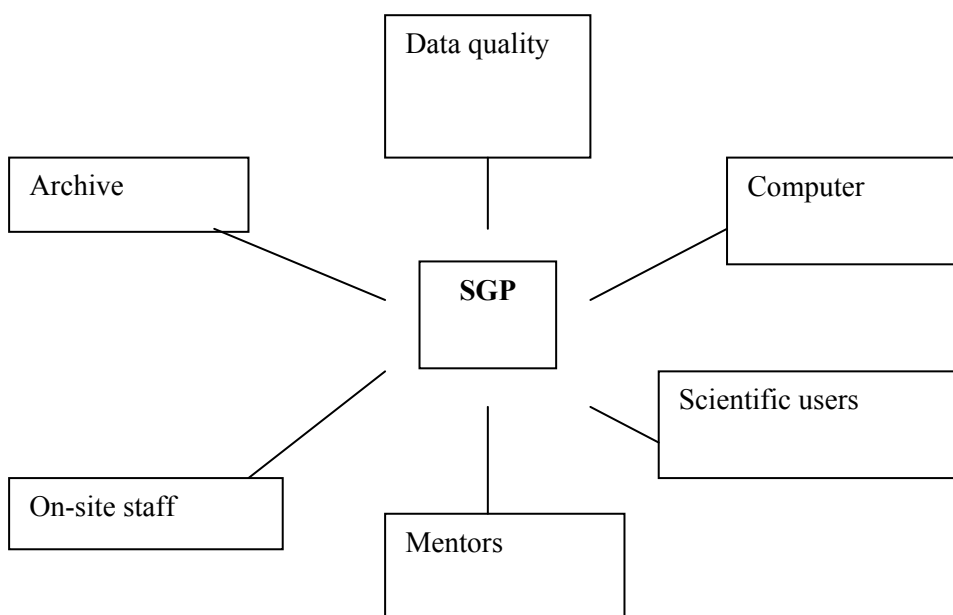 Data quality
Archive
Computer
SGP
Scientific users
On-site staff
Mentors